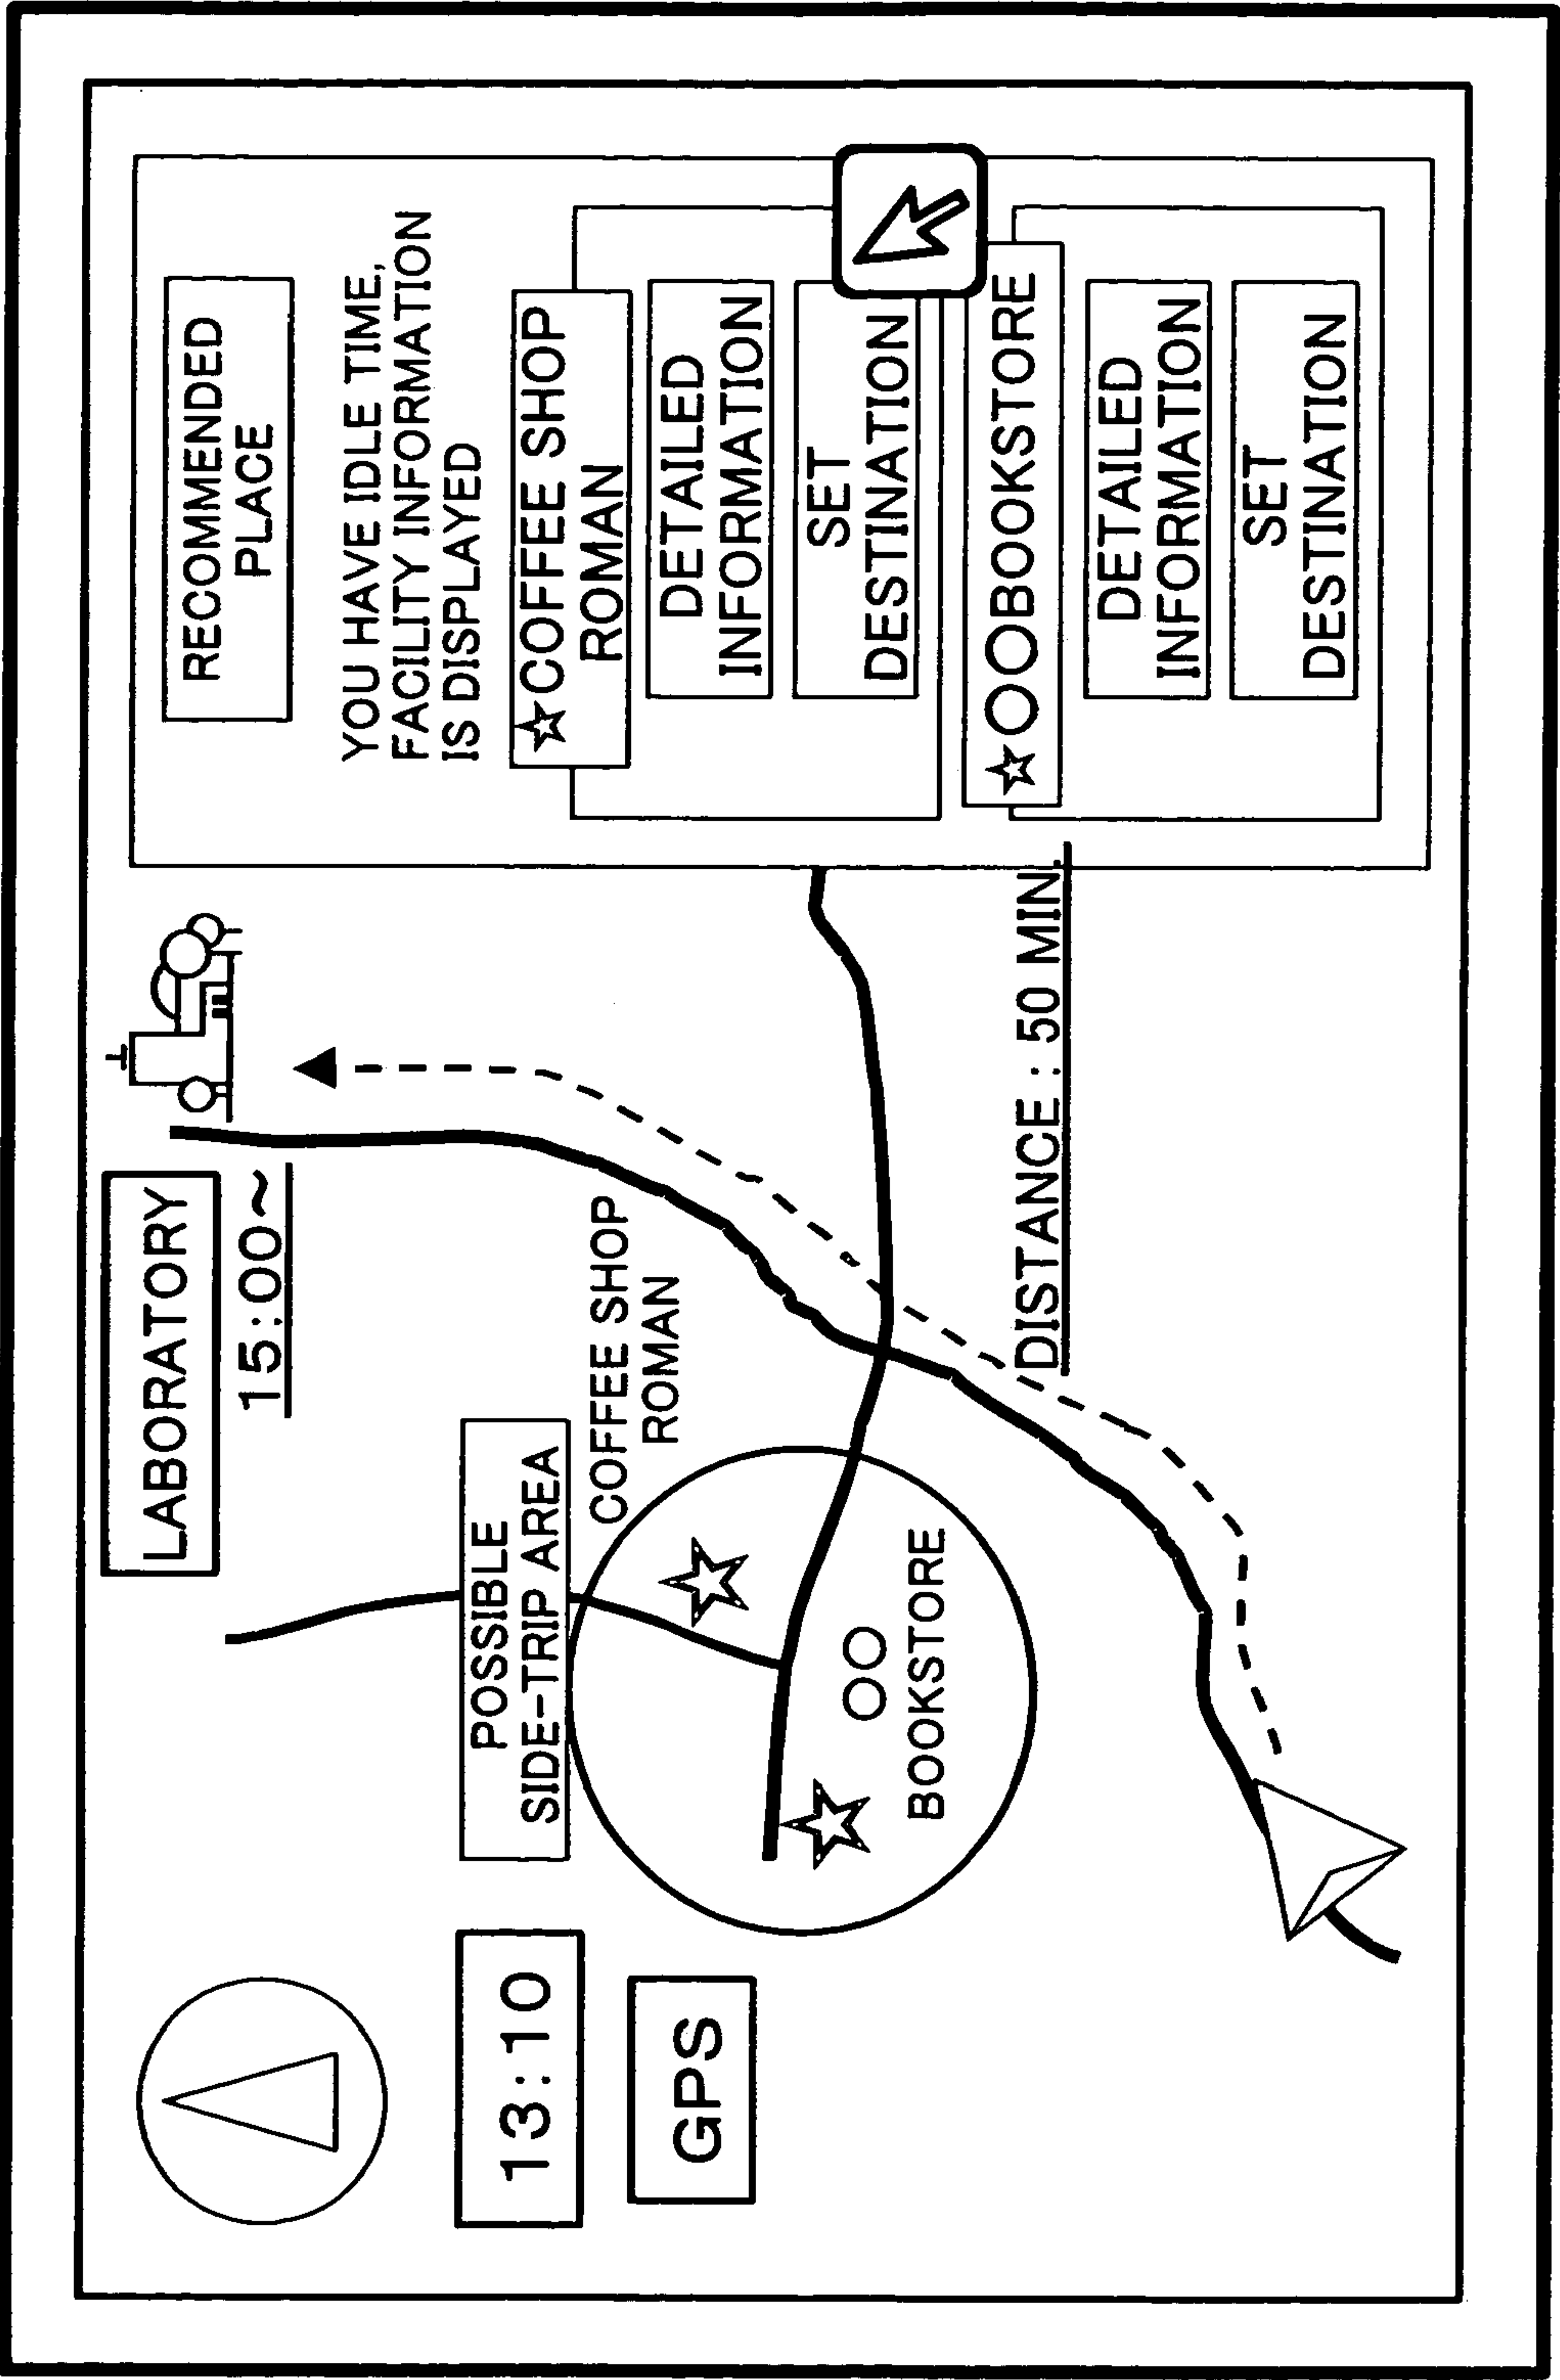 LABORATORY
15:00~
13:10
GPS
POSSIBLE
SIDE-TRIP AREA
COFFEE SHOP
ROMAN
○○
BOOKSTORE
DISTANCE : 50 MIN.
RECOMMENDED
PLACE
YOU HAVE IDLE TIME,
FACILITY INFORMATION
IS DISPLAYED
☆COFFEE SHOP
ROMAN
DETAILED
INFORMATION
SET
DESTINATION
☆○○BOOKSTORE
DETAILED
INFORMATION
SET
DESTINATION